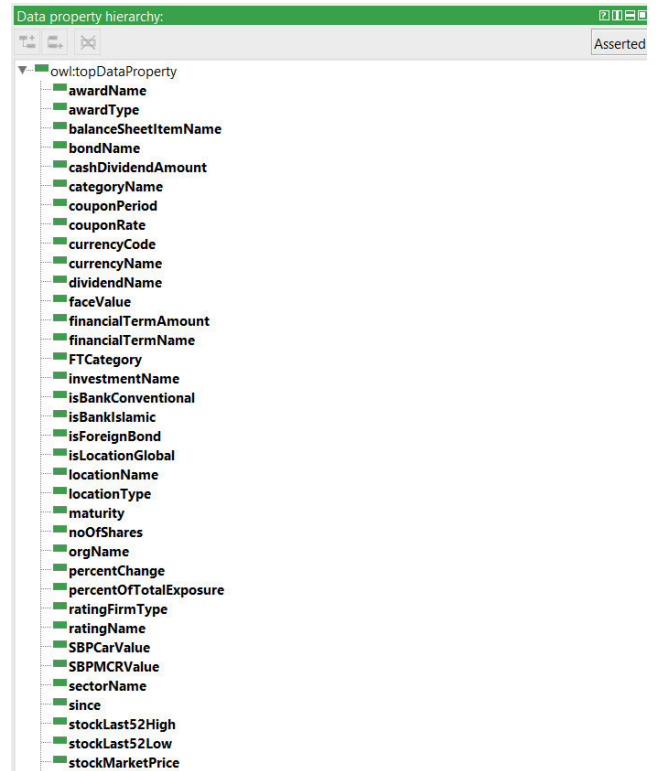 Data property hierarchy:
Asserted
owl:topDataProperty
awardName
awardType
balanceSheetItemName
bondName
cashDividendAmount
categoryName
couponPeriod
couponRate
currencyCode
currencyName
dividendName
faceValue
financialTermAmount
financialTermName
FTCategory
investmentName
isBankConventional
isBankIslamic
isForeignBond
isLocationGlobal
locationName
locationType
maturity
noOfShares
orgName
percentChange
percentOfTotalExposure
ratingFirmType
ratingName
SBPCarValue
SBPMCRValue
sectorName
since
stockLast52High
stockLast52Low
stockMarketPrice